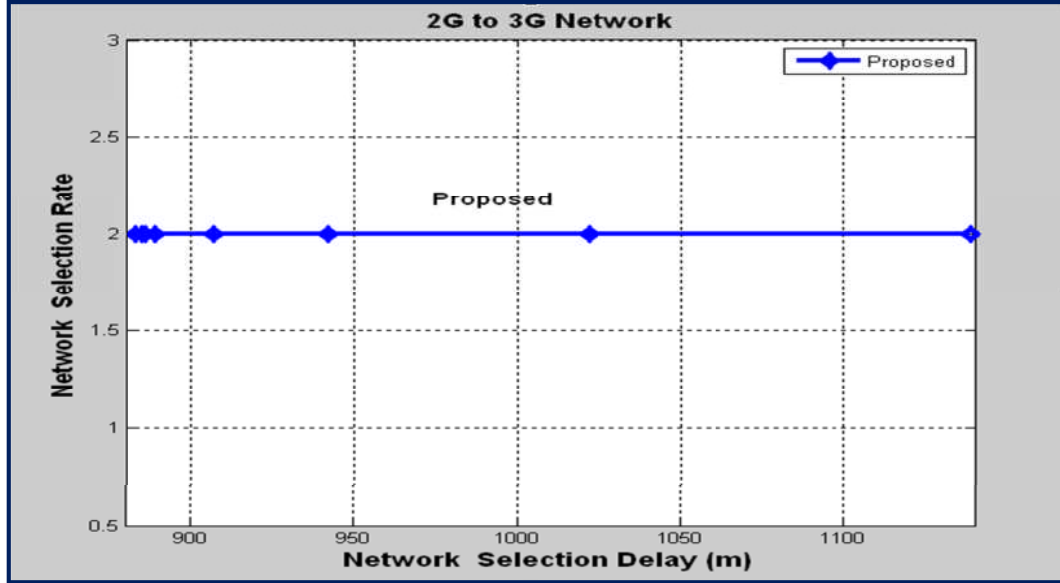 2G to 3G Network
3
Proposed
2.5
Proposed
Network Selection Rate
2
1.5
1
0.5
900 950 1000 1050 1100
Network Selection Delay (m)